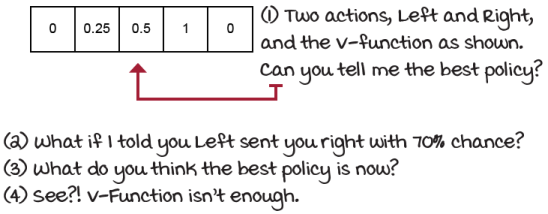 0 0.25 0.5 1 0
(1) Two actions, Left and Right,
and the V-function as shown.
Can you tell me the best policy?
(2) What if I told you Left sent you right with 70% chance?
(3) What do you think the best policy is now?
(4) See?! V-Function isn't enough.